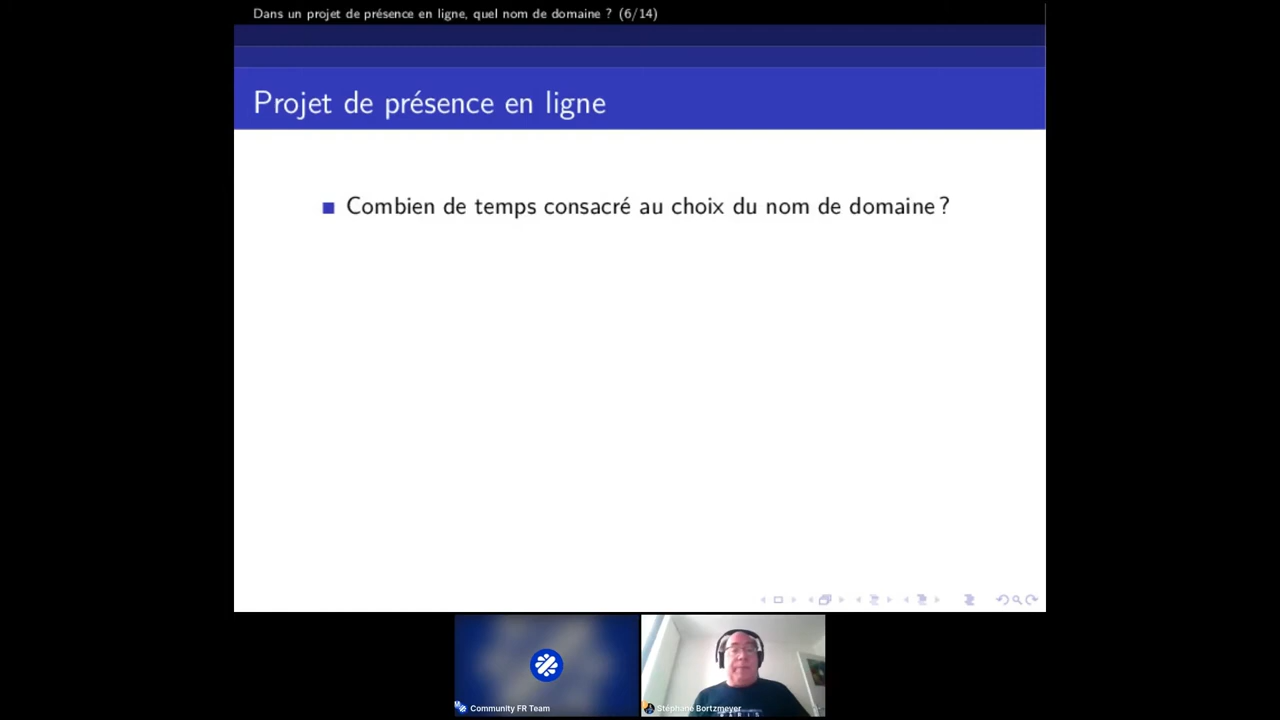 Dans un projet de présence en ligne, quel nom de domaine ? (6/14)
Projet de présence en ligne
Combien de temps consacré au choix du nom de domaine ?
Community FR Team
Stéphane Bortzmeyer
PARIS